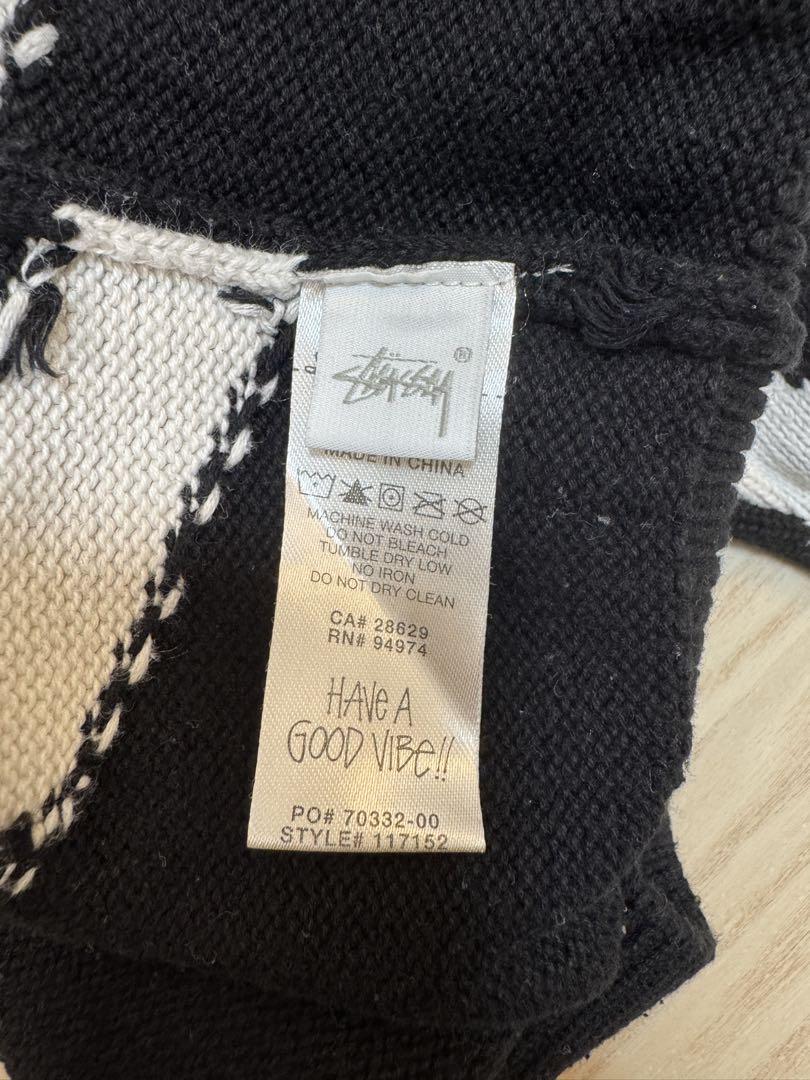 STÜSSY ®
MADE IN CHINA
MACHINE WASH COLD
DO NOT BLEACH
TUMBLE DRY LOW
NO IRON
DO NOT DRY CLEAN
CA# 28629
RN# 94974
HAVE A
GOOD VIBE!!
PO# 70332-00
STYLE# 117152